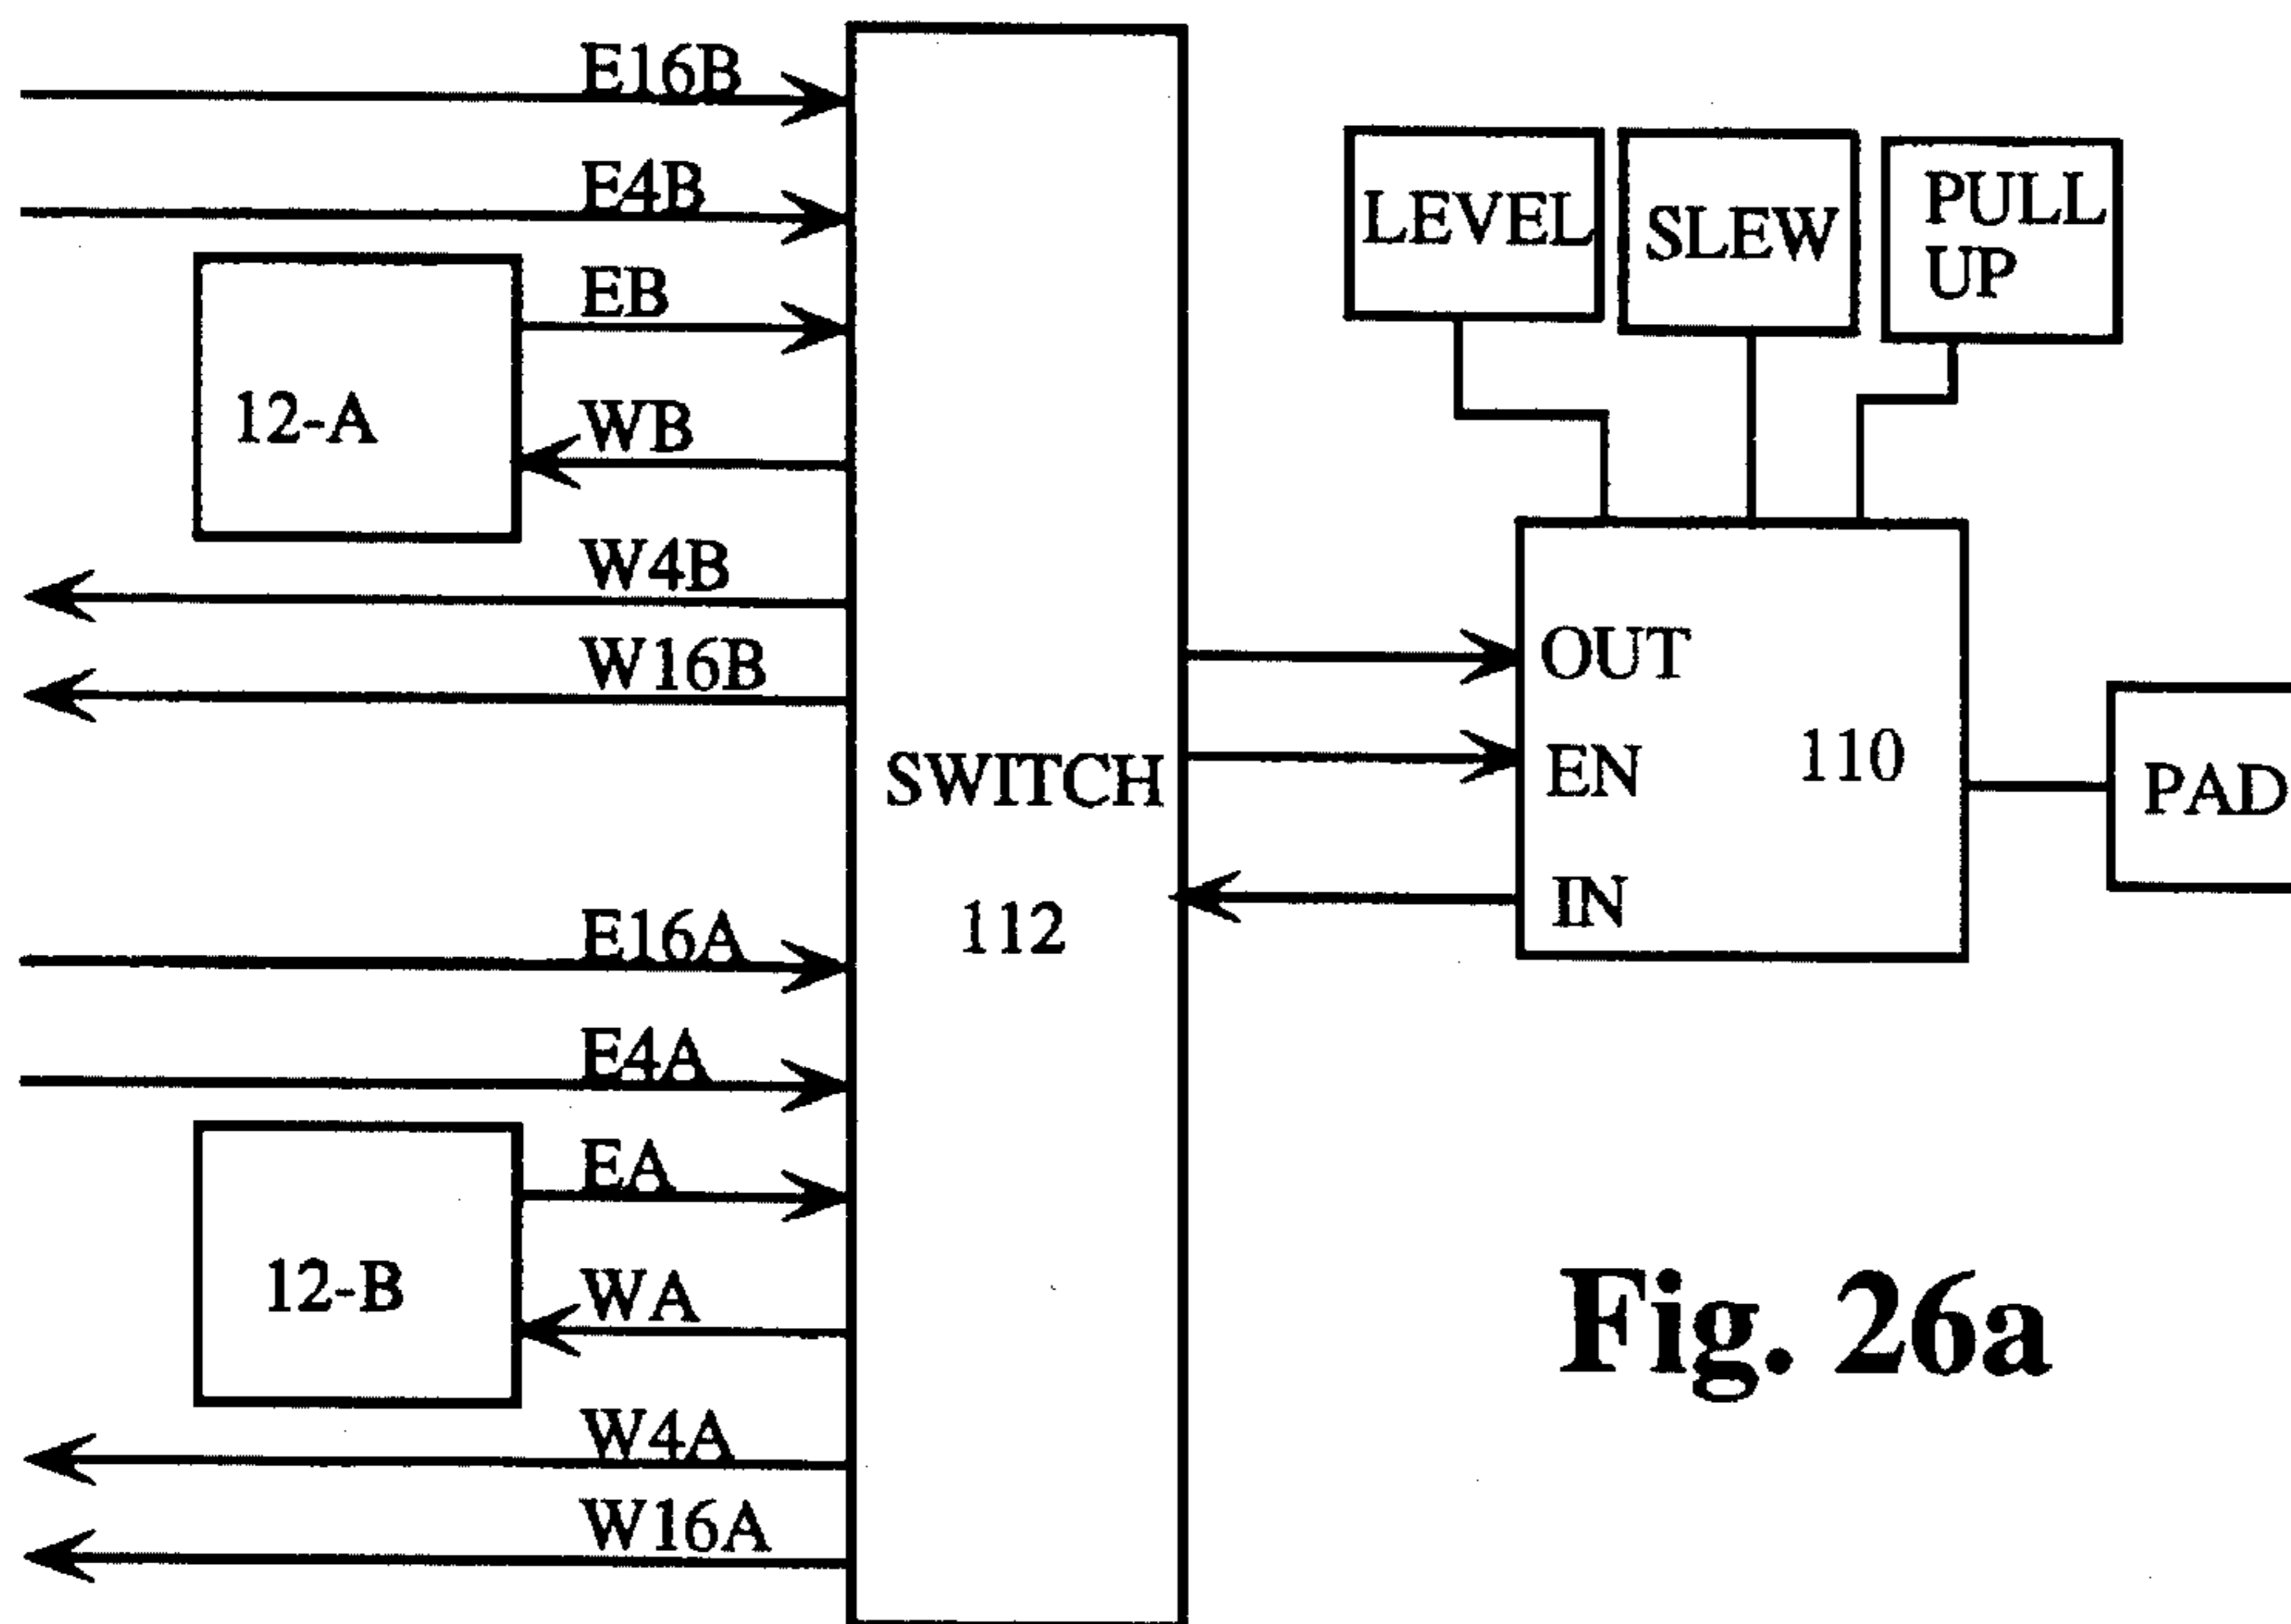 E16B
E4B
EB
12-A
WB
W4B
W16B
E16A
E4A
EA
12-B
WA
W4A
W16A
SWITCH
112
LEVEL
SLEW
PULL
UP
OUT
EN
IN
110
PAD
Fig. 26a